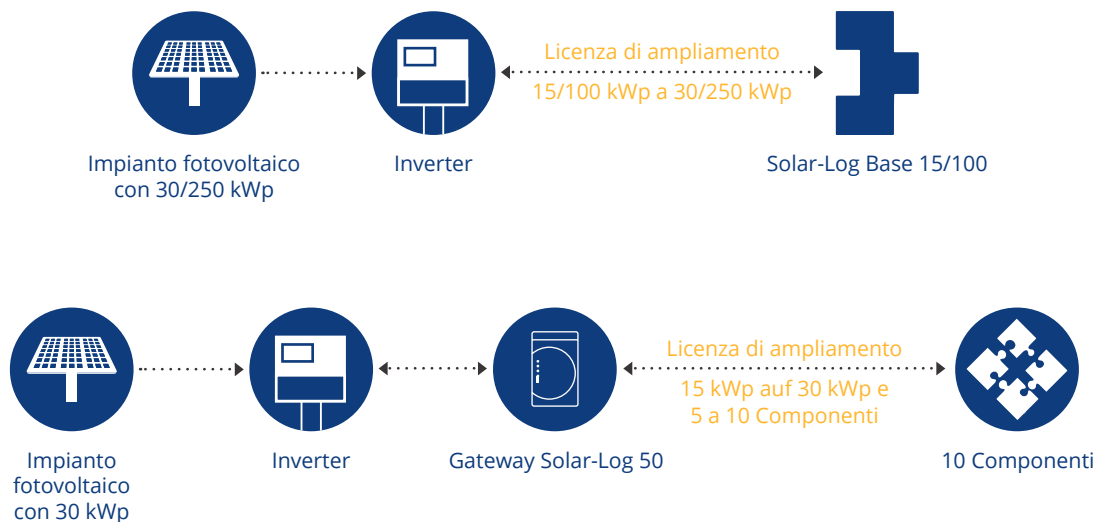 Licenza di ampliamento
15/100 kWp a 30/250 kWp
Impianto fotovoltaico
con 30/250 kWp
Inverter
Solar-Log Base 15/100
Licenza di ampliamento
15 kWp auf 30 kWp e
5 a 10 Componenti
Impianto
fotovoltaico
con 30 kWp
Inverter
Gateway Solar-Log 50
10 Componenti